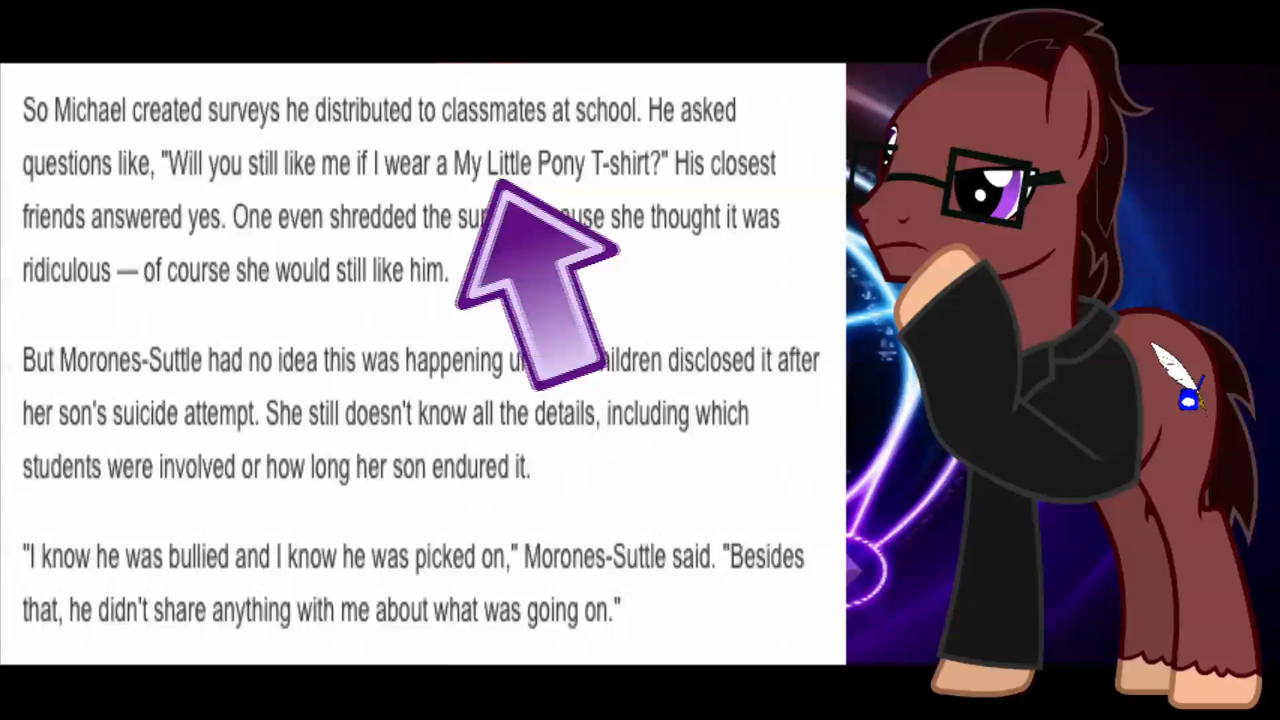 So Michael created surveys he distributed to classmates at school. He asked
questions like, "Will you still like me if I wear a My Little Pony T-shirt?" His closest
friends answered yes. One even shredded the she thought it was
ridiculous — of course she would still like him.
But Morones-Suttle had no idea this was happening disclosed it after
her son's suicide attempt. She still doesn't know all the details, including which
students were involved or how long her son endured it.
"I know he was bullied and I know he was picked on," Morones-Suttle said. "Besides
that, he didn't share anything with me about what was going on."